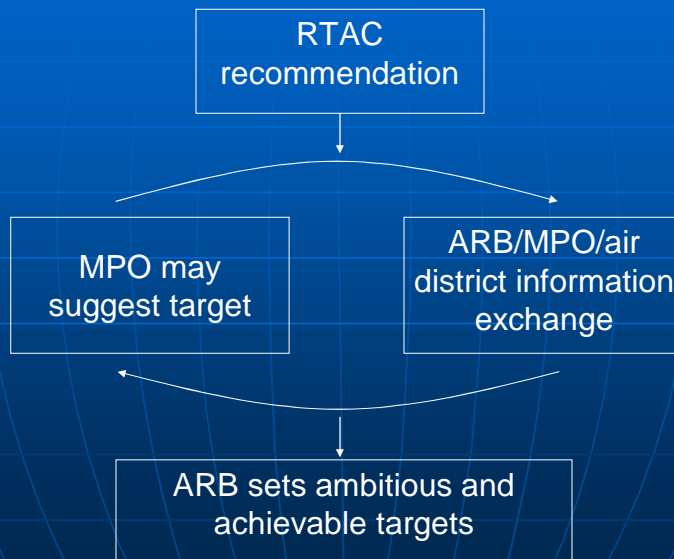 RTAC
recommendation
MPO may
suggest target
ARB/MPO/air
district information
exchange
ARB sets ambitious and
achievable targets